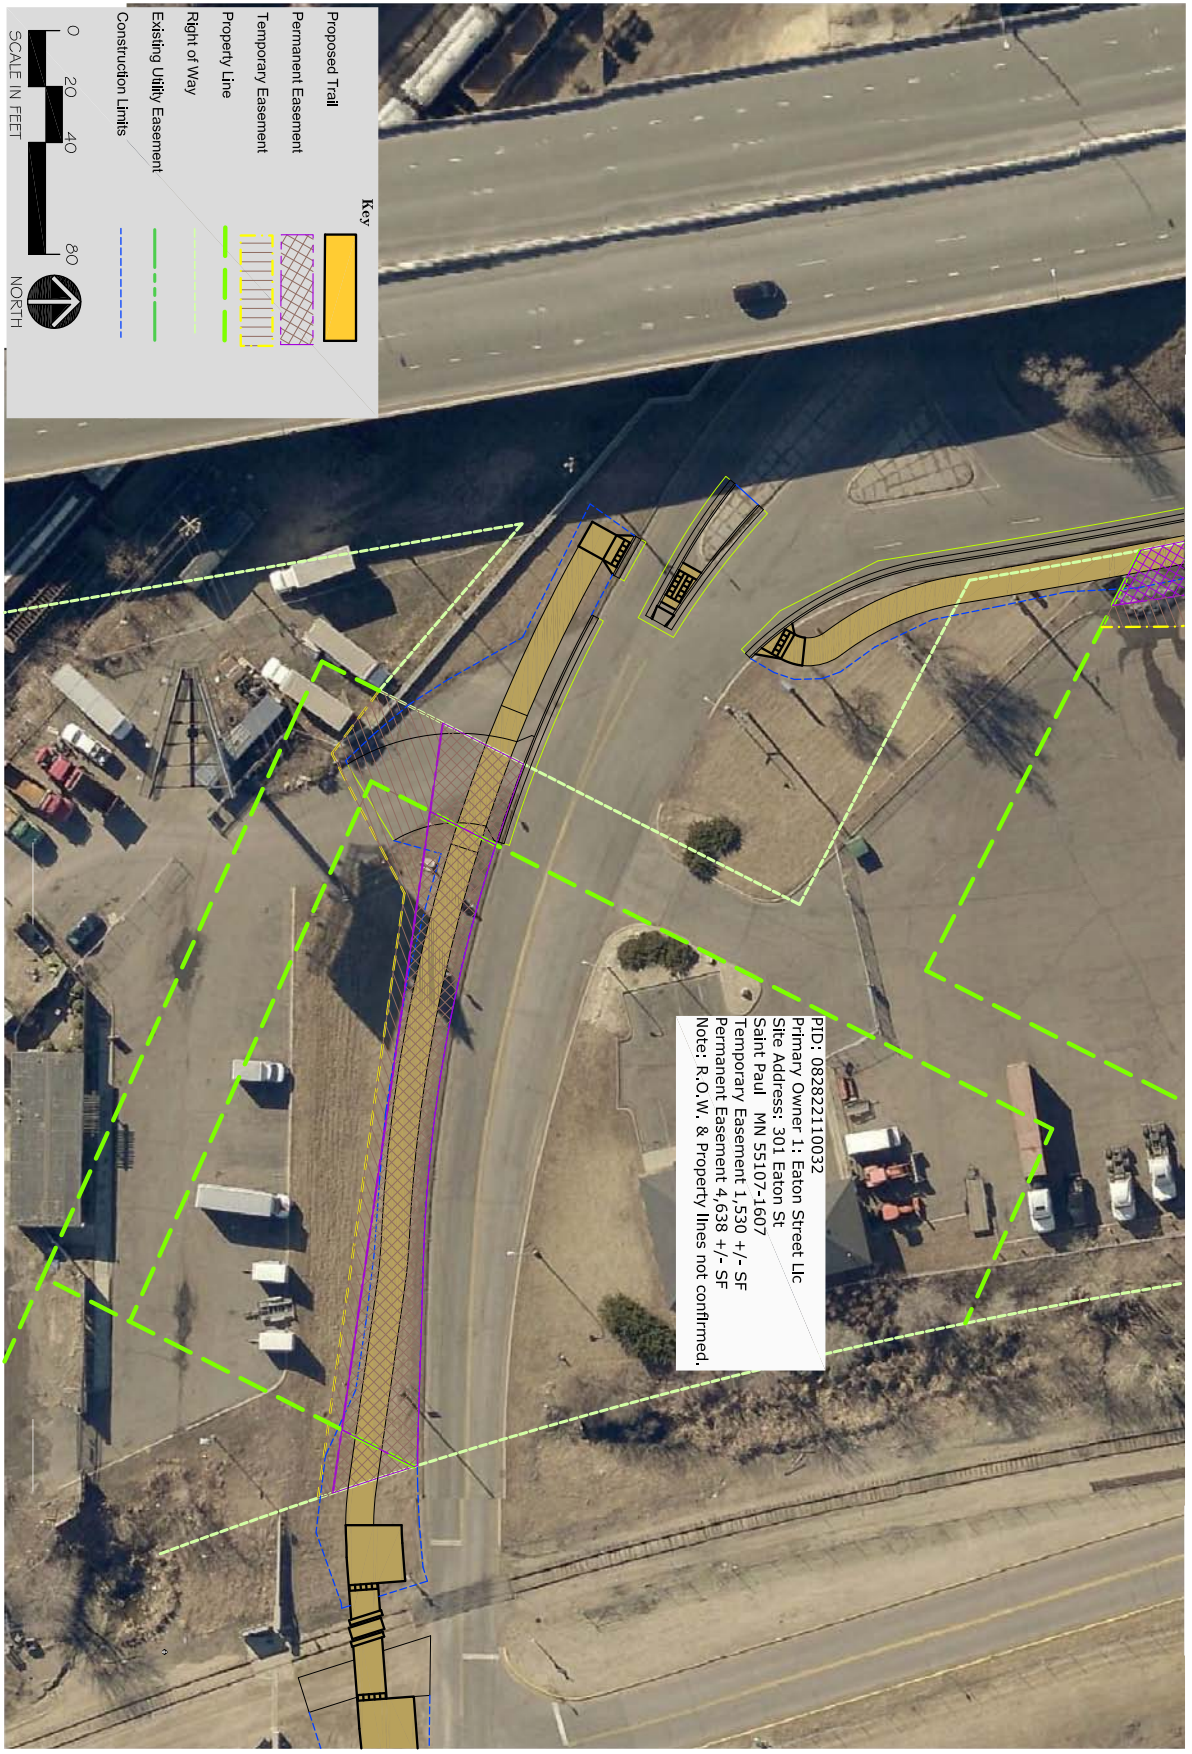 Key
Proposed Trail
Permanent Easement
Temporary Easement
Property Line
Right of Way
Existing Utility Easement
Construction Limits
0 20 40 80
SCALE IN FEET
NORTH
PID: 082822110032
Primary Owner 1: Eaton Street Llc
Site Address: 301 Eaton St
Saint Paul MN 55107-1607
Temporary Easement 1,530 +/- SF
Permanent Easement 4,638 +/- SF
Note: R.O.W. & Property lines not confirmed.